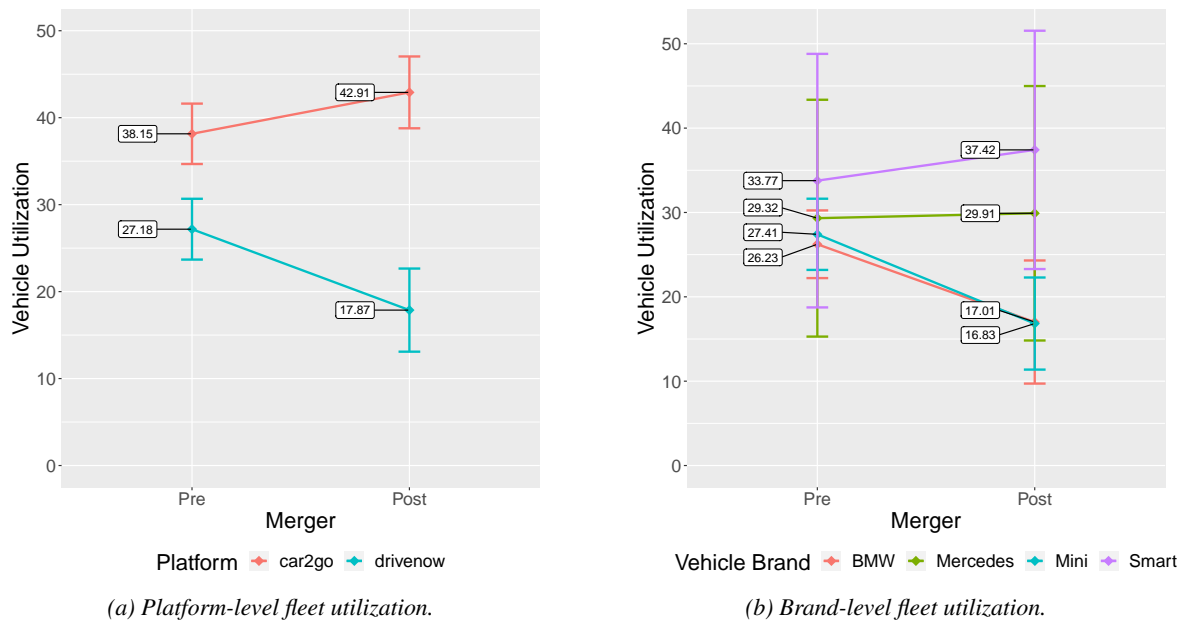 50
40
30
20
10
0
Vehicle Utilization
38.15
42.91
27.18
17.87
Pre Post
Merger
Platform car2go drivenow
(a) Platform-level fleet utilization.
50
40
30
20
10
0
Vehicle Utilization
33.77
37.42
29.32
29.91
27.41
26.23
17.01
16.83
Pre Post
Merger
Vehicle Brand BMW Mercedes Mini Smart
(b) Brand-level fleet utilization.